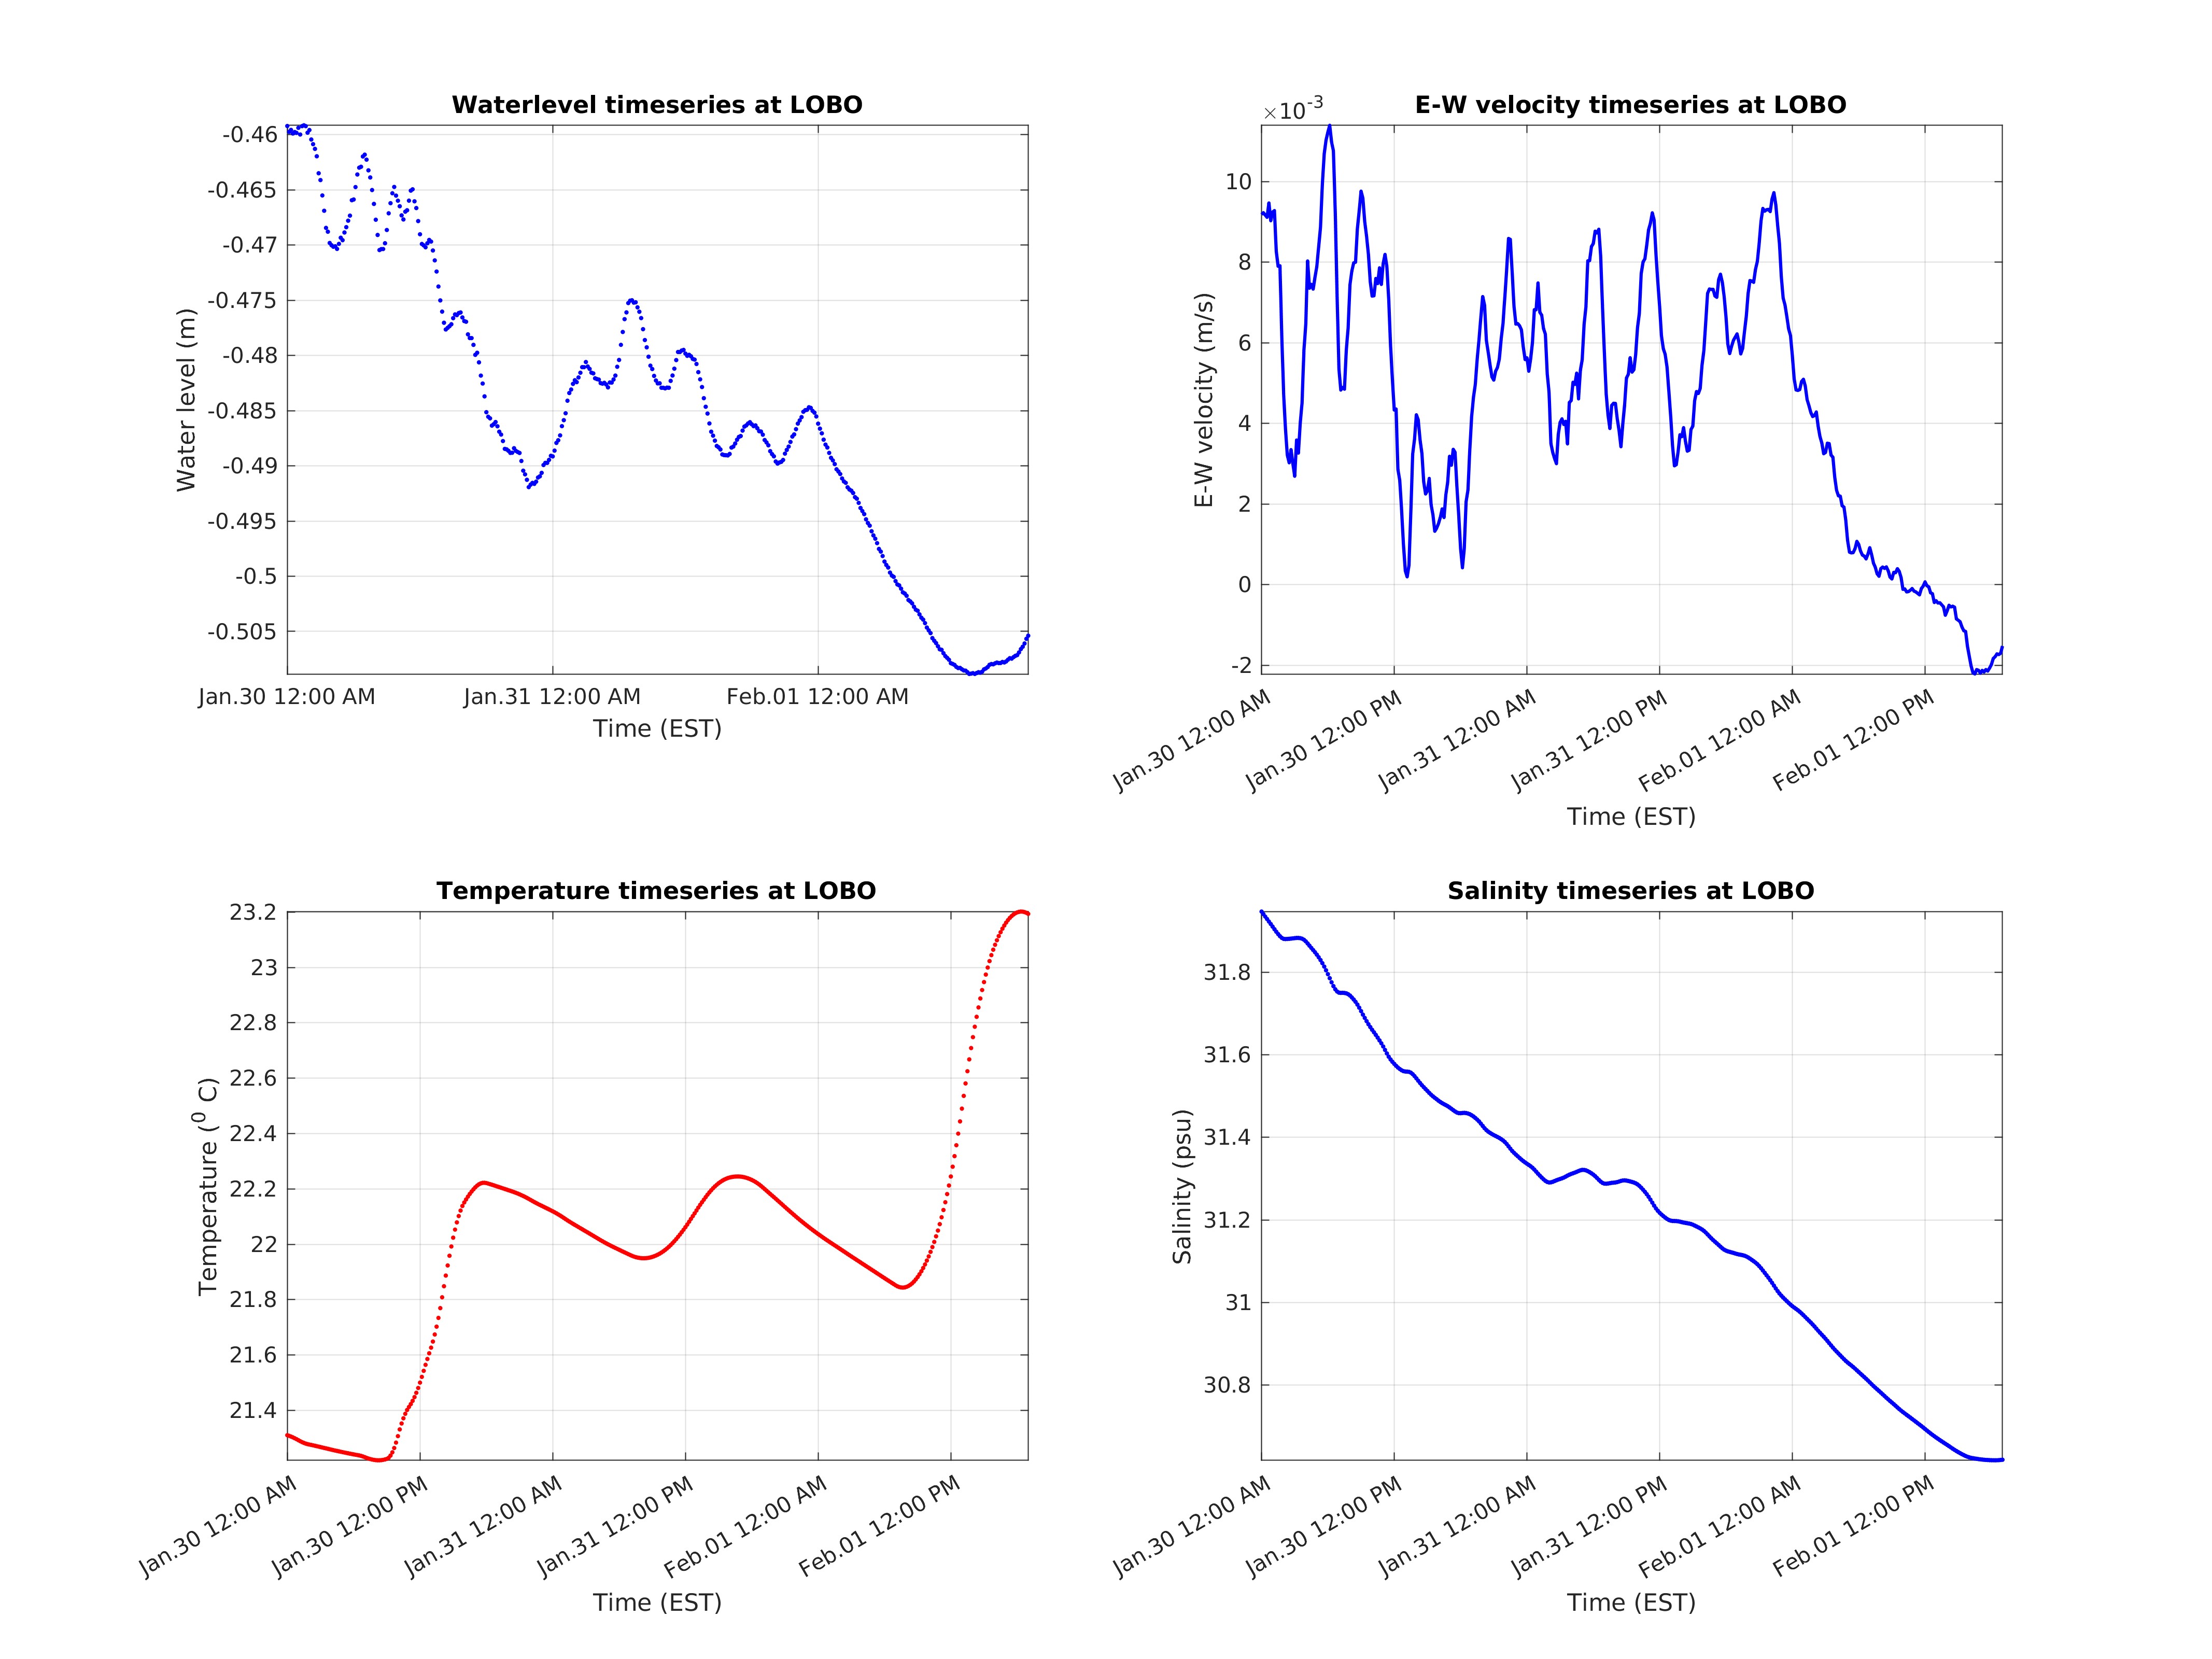 Waterlevel timeseries at LOBO
-0.46
-0.465
-0.47
-0.475
-0.48
-0.485
-0.49
-0.495
-0.5
-0.505
Water level (m)
Jan.30 12:00 AM
Jan.31 12:00 AM
Feb.01 12:00 AM
Time (EST)
×10⁻³
E-W velocity timeseries at LOBO
10
8
6
4
2
0
-2
E-W velocity (m/s)
Jan.30 12:00 AM
Jan.30 12:00 PM
Jan.31 12:00 AM
Jan.31 12:00 PM
Feb.01 12:00 AM
Feb.01 12:00 PM
Time (EST)
Temperature timeseries at LOBO
23.2
23
22.8
22.6
22.4
22.2
22
21.8
21.6
21.4
Temperature (⁰ C)
Jan.30 12:00 AM
Jan.30 12:00 PM
Jan.31 12:00 AM
Jan.31 12:00 PM
Feb.01 12:00 AM
Feb.01 12:00 PM
Time (EST)
Salinity timeseries at LOBO
31.8
31.6
31.4
31.2
31
30.8
Salinity (psu)
Jan.30 12:00 AM
Jan.30 12:00 PM
Jan.31 12:00 AM
Jan.31 12:00 PM
Feb.01 12:00 AM
Feb.01 12:00 PM
Time (EST)